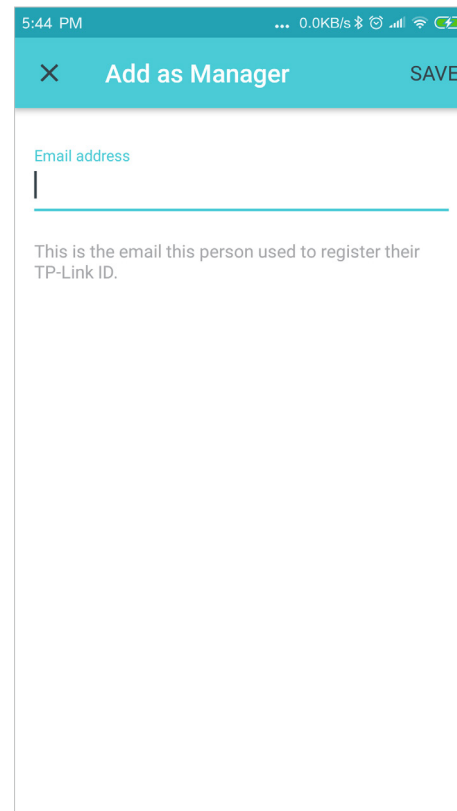 5:44 PM ... 0.0KB/s
Add as Manager SAVE
Email address
This is the email this person used to register their
TP-Link ID.